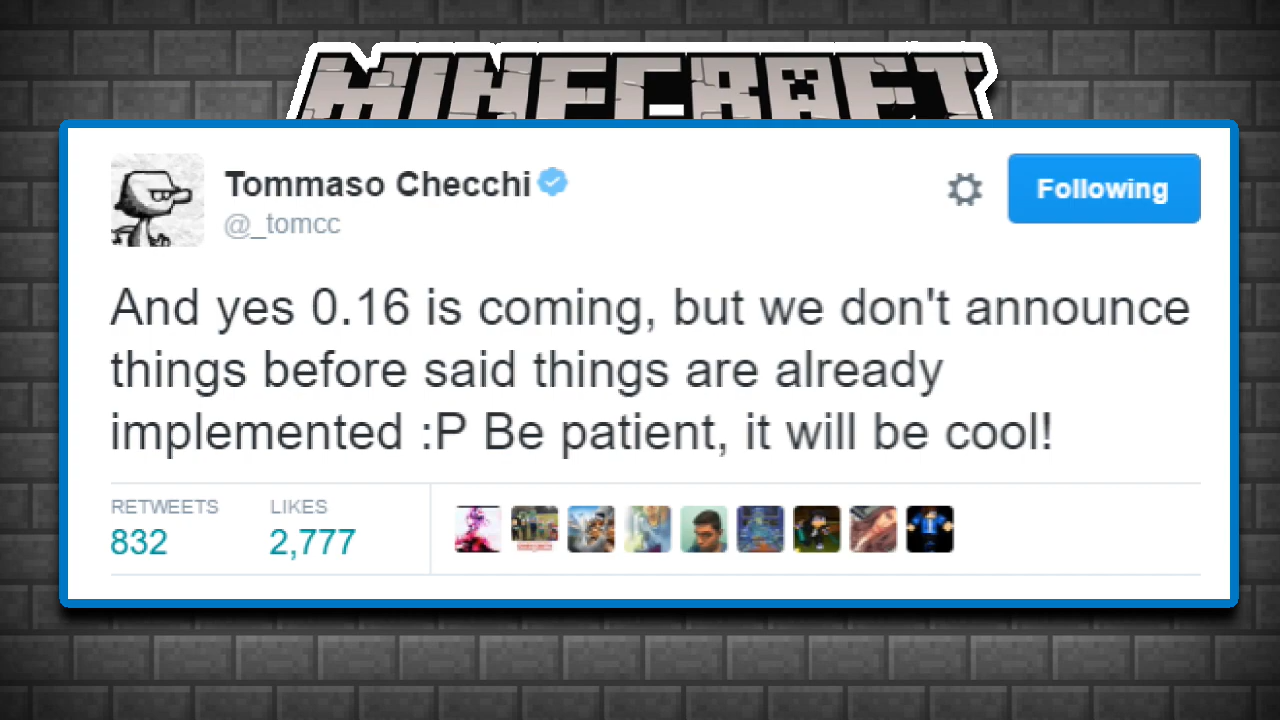 MINECRAFT
Tommaso Checchi
@_tomcc
Following
And yes 0.16 is coming, but we don't announce
things before said things are already
implemented :P Be patient, it will be cool!
RETWEETS LIKES
832 2,777